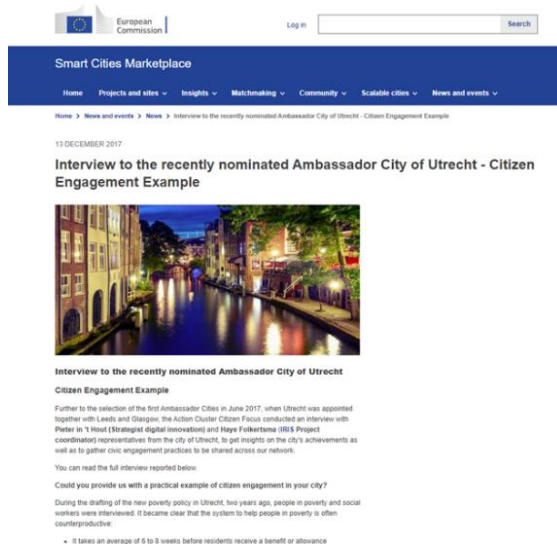 European
Commission
Log in
Search
Smart Cities Marketplace
Home Projects and sites Insights Matchmaking Community Scalable cities News and events
Home > News and events > News > Interview to the recently nominated Ambassador City of Utrecht - Citizen Engagement Example
13 DECEMBER 2017
Interview to the recently nominated Ambassador City of Utrecht - Citizen
Engagement Example
Interview to the recently nominated Ambassador City of Utrecht
Citizen Engagement Example
Further to the selection of the first Ambassador Cities in June 2017, when Utrecht was appointed
together with Leeds and Glasgow, the Action Cluster Citizen Focus conducted an interview with
Pieter in 't Hout (Strategist digital innovation) and Haye Folkertsma (IRIS Project
coordinator) representatives from the city of Utrecht, to get insights on the city's achievements as
well as to gather civic engagement practices to be shared across our network.
You can read the full interview reported below.
Could you provide us with a practical example of citizen engagement in your city?
During the drafting of the new poverty policy in Utrecht, two years ago, people in poverty and social
workers were interviewed. It became clear that the system to help people in poverty is often
counterproductive:
• It takes an average of 6 to 8 weeks before residents receive a benefit or allowance